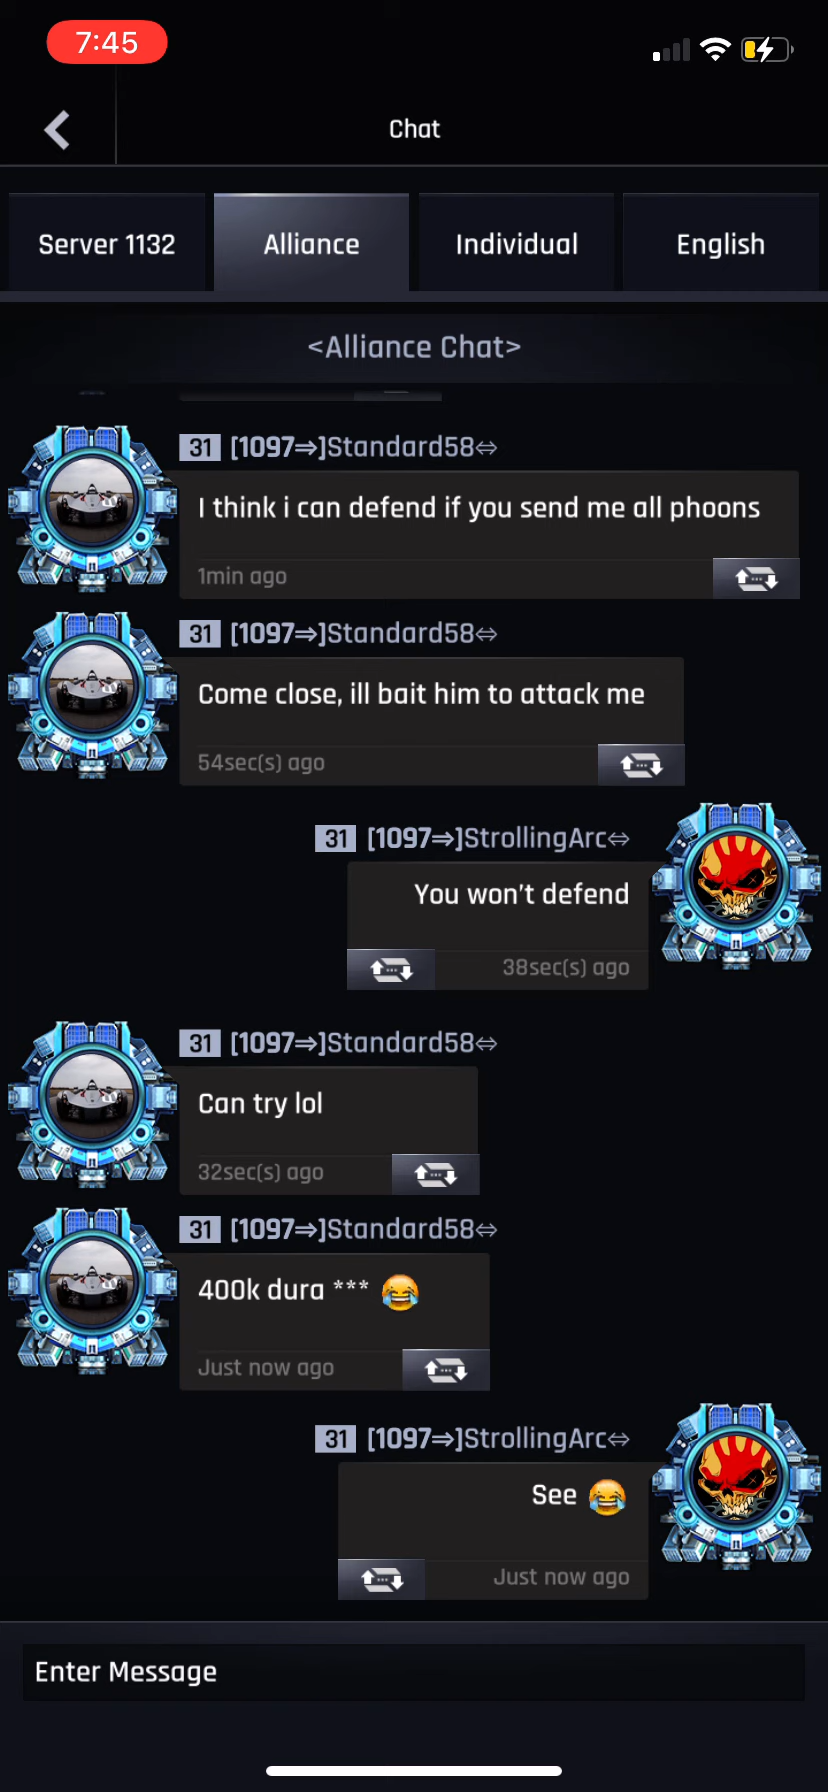 7:45
Chat
Server 1132
Alliance
Individual
English
<Alliance Chat>
31 [1097⇒]Standard58⇔
I think i can defend if you send me all phoons
1min ago
31 [1097⇒]Standard58⇔
Come close, ill bait him to attack me
54sec(s) ago
31 [1097⇒]StrollingArc⇔
You won't defend
38sec(s) ago
31 [1097⇒]Standard58⇔
Can try lol
32sec(s) ago
31 [1097⇒]Standard58⇔
400k dura *** 😂
Just now ago
31 [1097⇒]StrollingArc⇔
See 😂
Just now ago
Enter Message